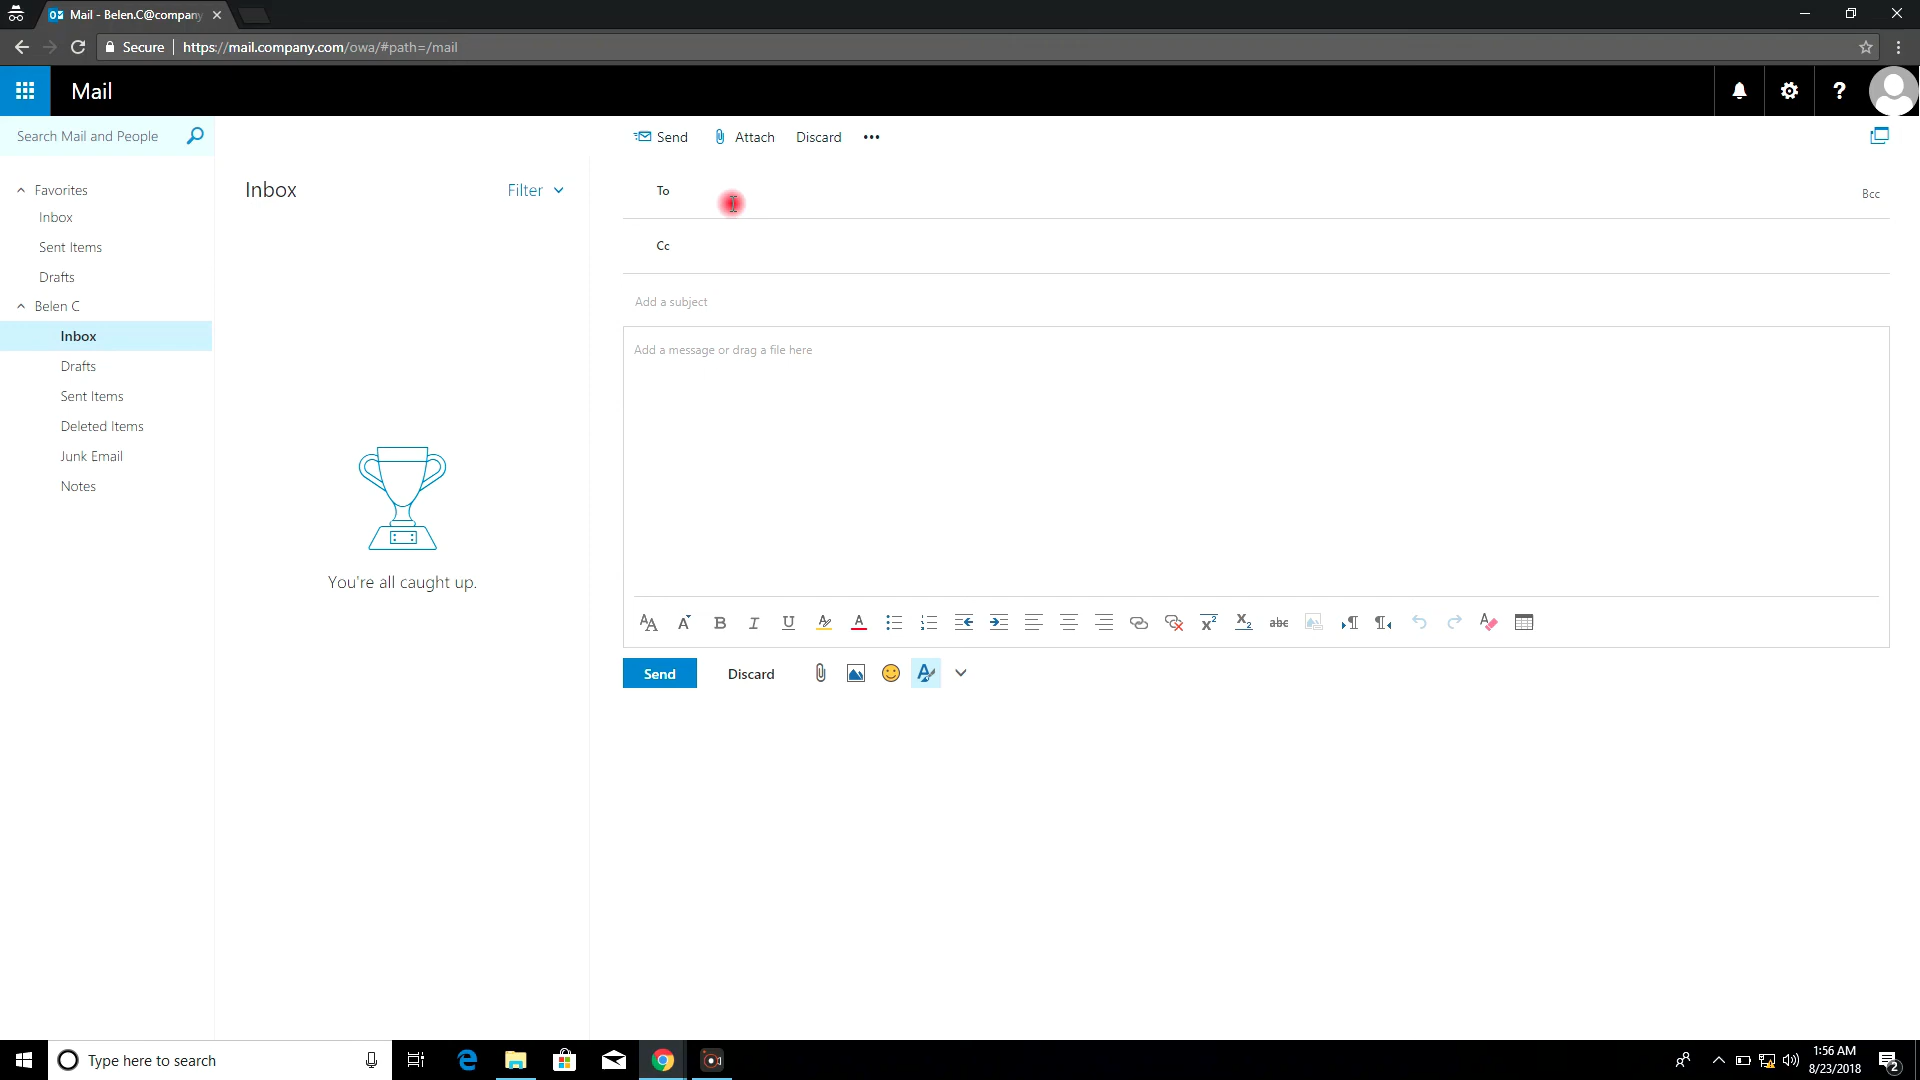 Mail - Belen.C@company
Secure
https://mail.company.com/owa/#path=/mail
Mail
?
Search Mail and People
Send
Attach
Discard
•••
Favorites
Inbox
Sent Items
Drafts
Belen C
Inbox
Drafts
Sent Items
Deleted Items
Junk Email
Notes
Inbox
Filter
You're all caught up.
To
Bcc
Cc
Add a subject
Add a message or drag a file here
B I U abc
Send
Discard
Type here to search
1:56 AM
8/23/2018
2